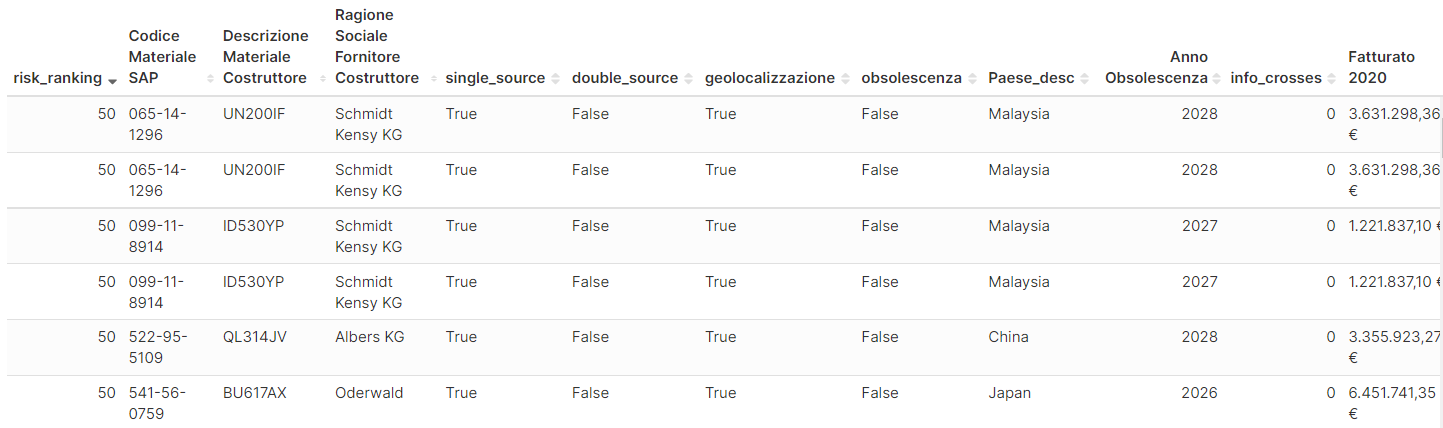 risk_ranking Codice Materiale SAP Descrizione Materiale Costruttore Ragione Sociale Fornitore Costruttore single_source double_source geolocalizzazione obsolescenza Paese_desc Anno Obsolescenza info_crosses Fatturato 2020
50 065-14-1296 UN200IF Schmidt Kensy KG True False True False Malaysia 2028 0 3.631.298,36 €
50 065-14-1296 UN200IF Schmidt Kensy KG True False True False Malaysia 2028 0 3.631.298,36 €
50 099-11-8914 ID530YP Schmidt Kensy KG True False True False Malaysia 2027 0 1.221.837,10 €
50 099-11-8914 ID530YP Schmidt Kensy KG True False True False Malaysia 2027 0 1.221.837,10 €
50 522-95-5109 QL314JV Albers KG True False True False China 2028 0 3.355.923,27 €
50 541-56-0759 BU617AX Oderwald True False True False Japan 2026 0 6.451.741,35 €